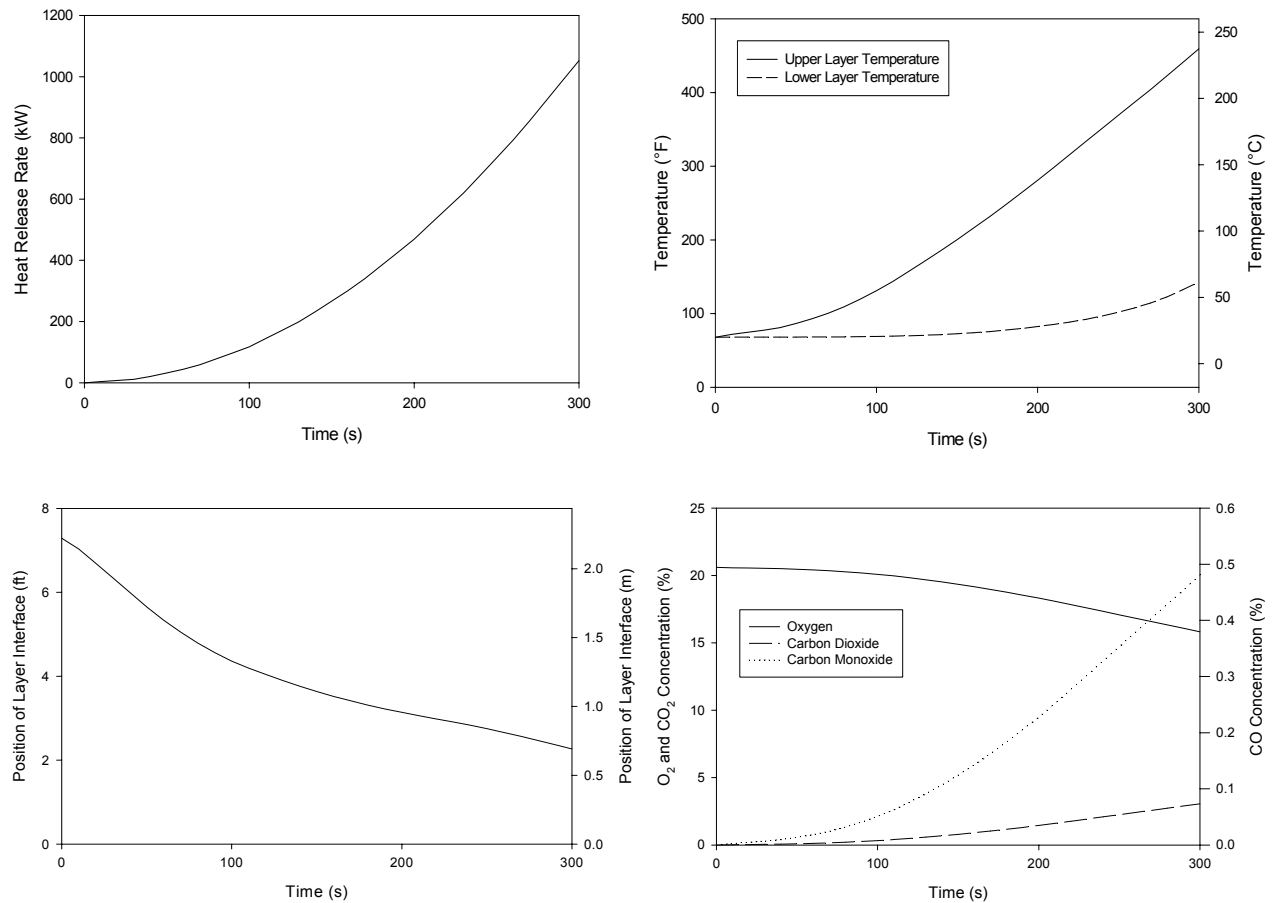 1200
1000
800
600
400
200
0
Heat Release Rate (kW)
0 100 200 300
Time (s)
500
400
300
200
100
0
Temperature (°F)
Upper Layer Temperature
Lower Layer Temperature
250
200
150
100
50
0
Temperature (°C)
0 100 200 300
Time (s)
8
6
4
2
0
Position of Layer Interface (ft)
2.0
1.5
1.0
0.5
0.0
Position of Layer Interface (m)
0 100 200 300
Time (s)
25
20
15
10
5
0
O₂ and CO₂ Concentration (%)
Oxygen
Carbon Dioxide
Carbon Monoxide
0.6
0.5
0.4
0.3
0.2
0.1
0.0
CO Concentration (%)
0 100 200 300
Time (s)